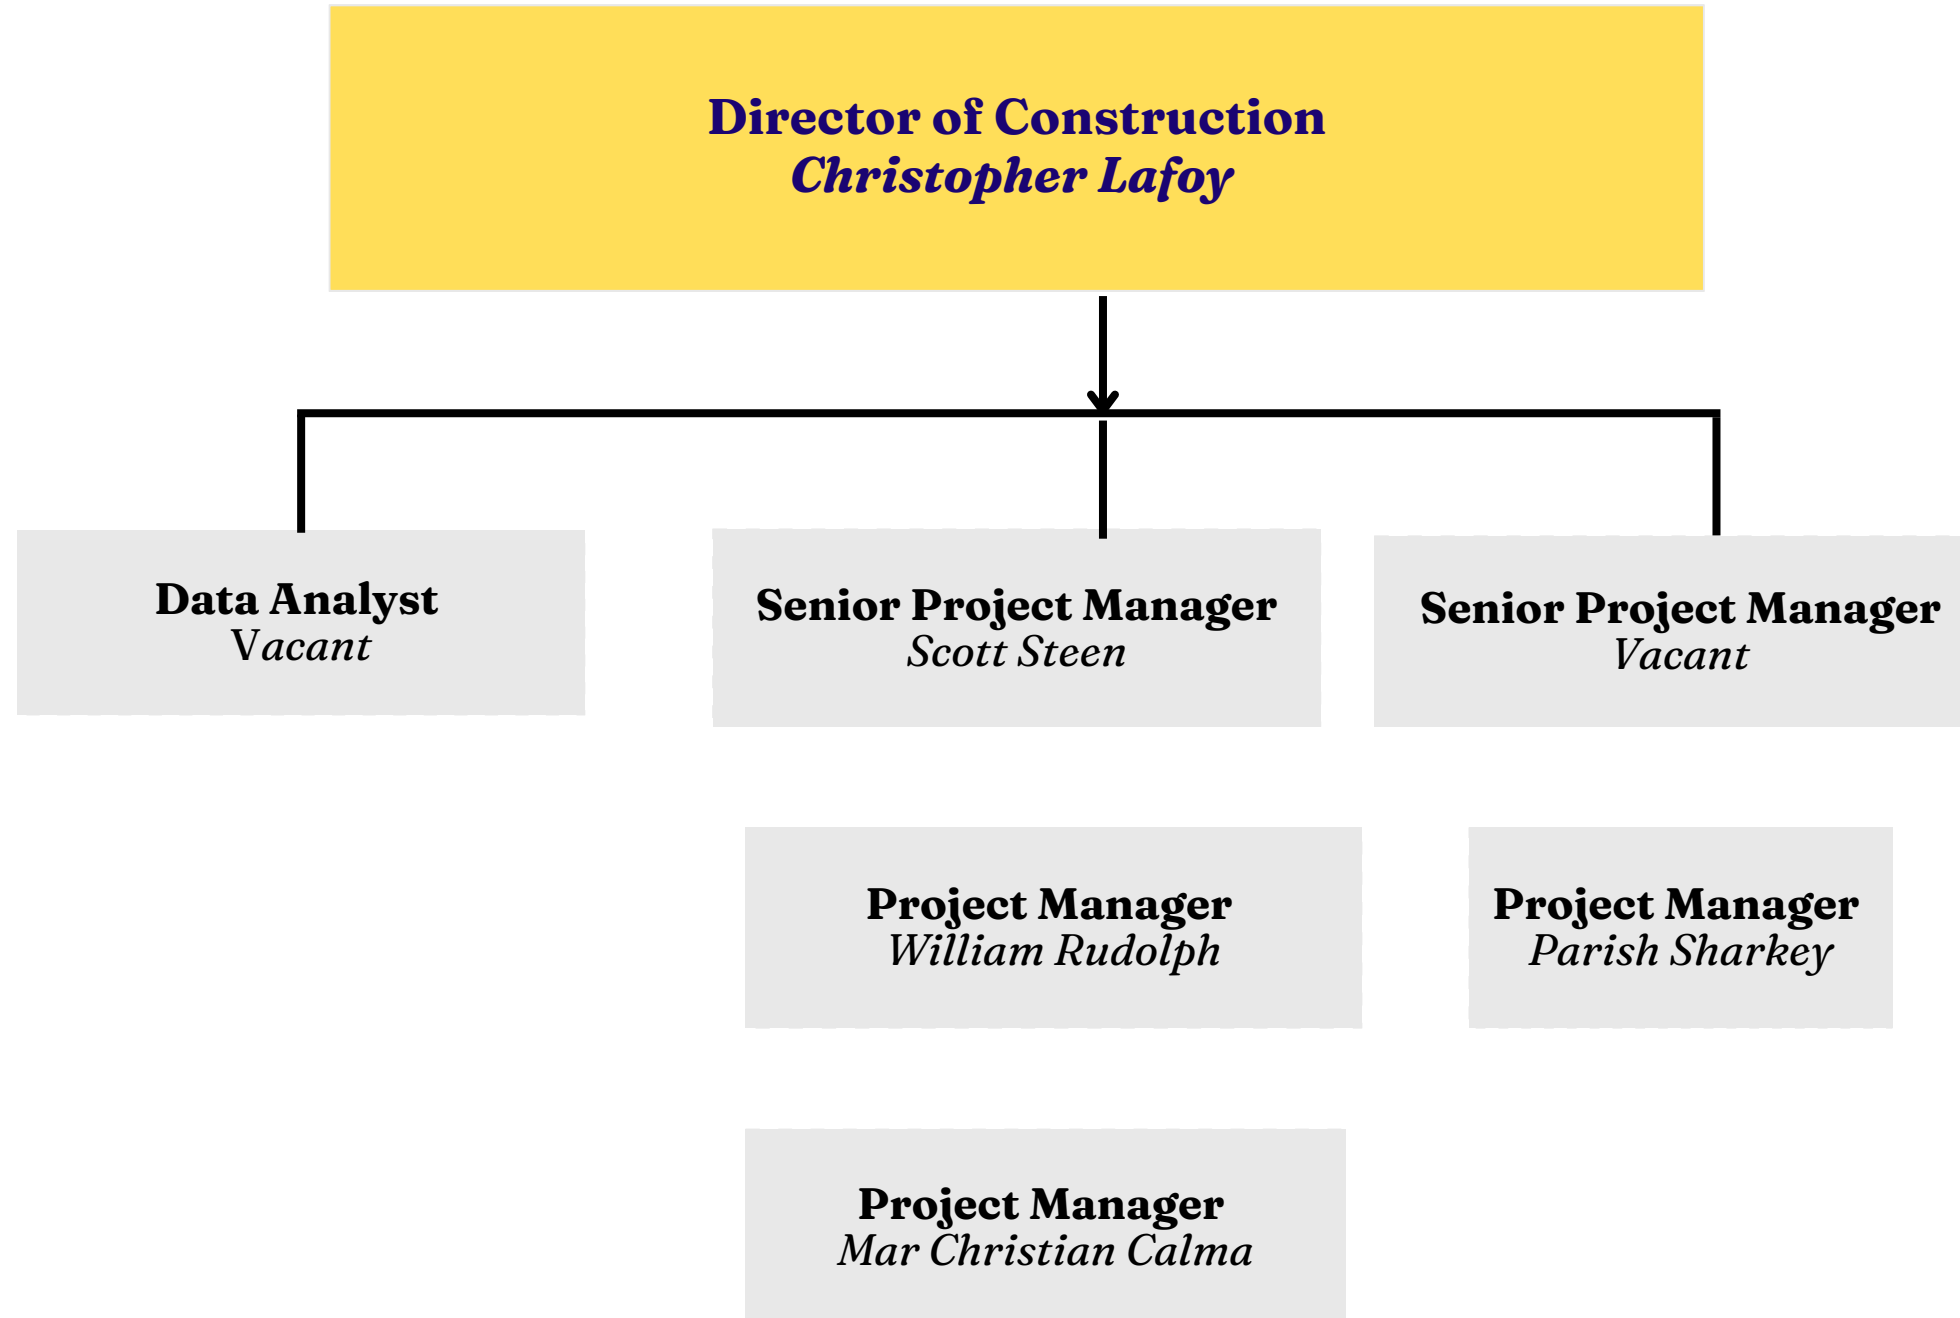 Director of Construction
Christopher Lafoy
Data Analyst
Vacant
Senior Project Manager
Scott Steen
Senior Project Manager
Vacant
Project Manager
William Rudolph
Project Manager
Parish Sharkey
Project Manager
Mar Christian Calma